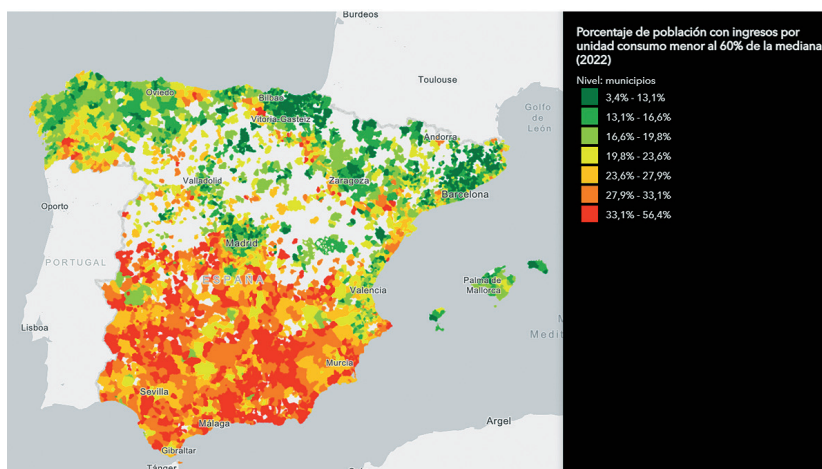 Burdeos
Toulouse
Golfo
de
León
Oviedo
Bilbao
Vitoria-Gasteiz
Andorra
Valladolid
Zaragoza
Barcelona
Oporto
Madrid
PORTUGAL
ESPAÑA
Palma de
Mallorca
Valencia
Lisboa
M
Medit
Murcia
Sevilla
Málaga
Argel
Gibraltar
Tánger
Porcentaje de población con ingresos por
unidad consumo menor al 60% de la mediana
(2022)
Nivel: municipios
3,4% - 13,1%
13,1% - 16,6%
16,6% - 19,8%
19,8% - 23,6%
23,6% - 27,9%
27,9% - 33,1%
33,1% - 56,4%